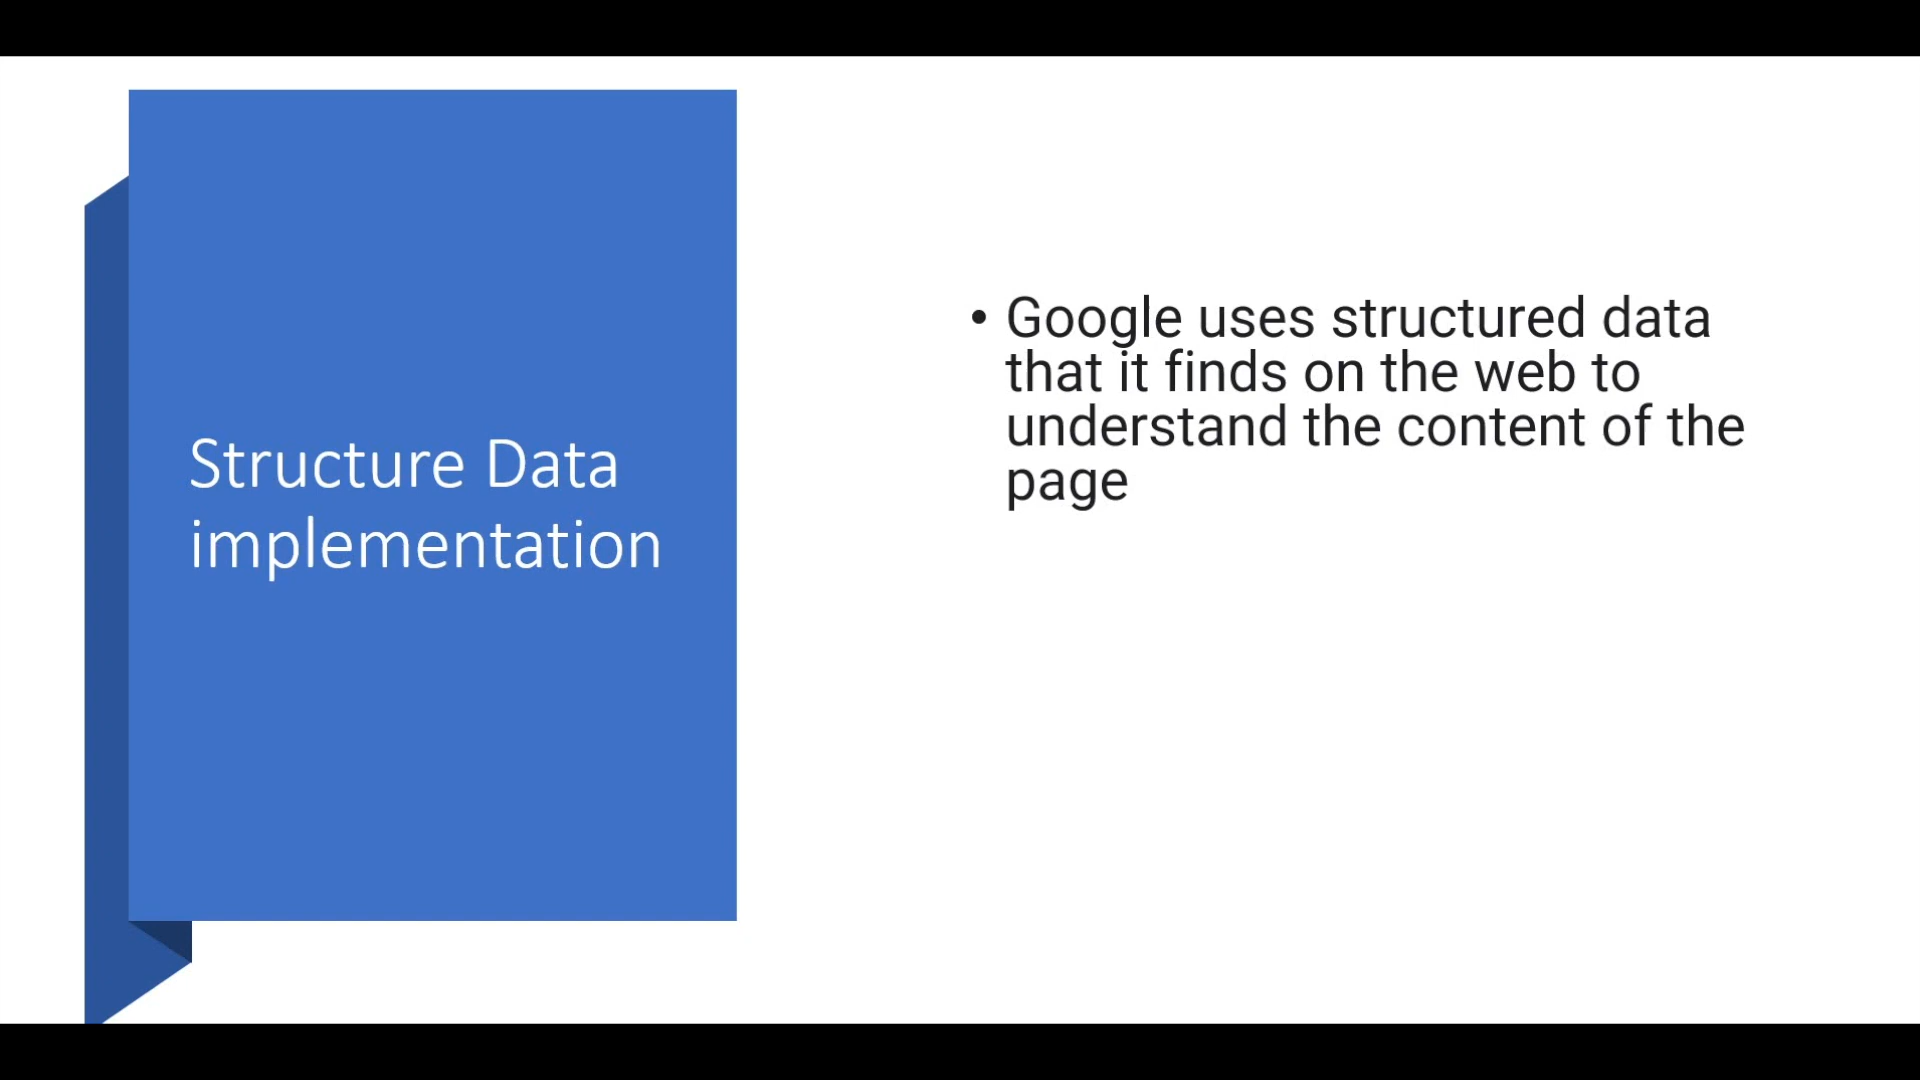 Structure Data
implementation
• Google uses structured data
that it finds on the web to
understand the content of the
page